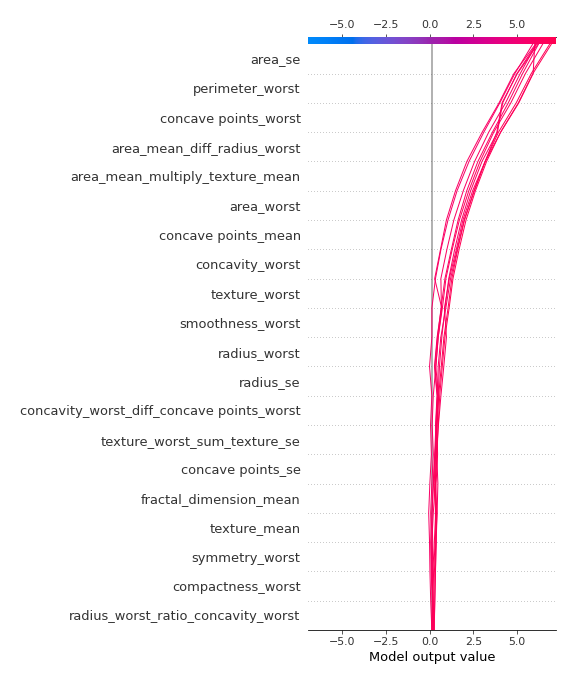 −5.0 −2.5 0.0 2.5 5.0
area_se
perimeter_worst
concave points_worst
area_mean_diff_radius_worst
area_mean_multiply_texture_mean
area_worst
concave points_mean
concavity_worst
texture_worst
smoothness_worst
radius_worst
radius_se
concavity_worst_diff_concave points_worst
texture_worst_sum_texture_se
concave points_se
fractal_dimension_mean
texture_mean
symmetry_worst
compactness_worst
radius_worst_ratio_concavity_worst
−5.0 −2.5 0.0 2.5 5.0
Model output value